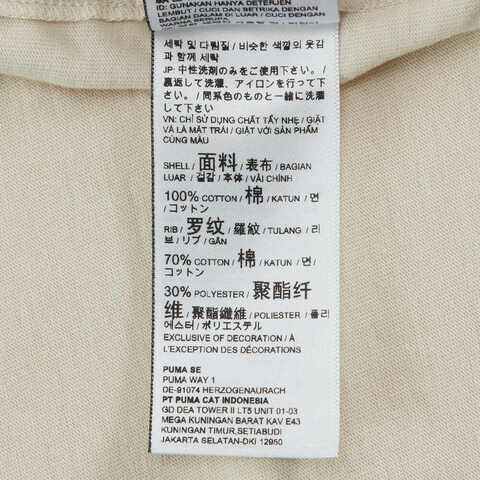 ID: GUNAKAN HANYA DETERJEN
LEMBUT / CUCI DAN SETRIKA DENGAN
BAGIAN DALAM DI LUAR / CUCI DENGAN
WARNA SERUPA
세탁 및 다림질 / 비슷한 색깔의 옷감
과 함께 세탁
JP: 中性洗剤のみをご使用下さい。 /
裏返して洗濯、アイロンを行って下
さい。 / 同系色のものと一緒に洗濯
して下さい
VN: CHỈ SỬ DỤNG CHẤT TẨY NHẸ / GIẶT
VÀ LÀ MẶT TRÁI / GIẶT VỚI SẢN PHẨM
CÙNG MÀU
SHELL / 面料 / 表布 / BAGIAN
LUAR / 겉감 / 本体 / VẢI CHÍNH
100% COTTON / 棉 / KATUN / 면
/ コットン
RIB / 罗纹 / 羅紋 / TULANG / 리
브 / リブ / GÂN
70% COTTON / 棉 / KATUN / 면
/ コットン
30% POLYESTER / 聚酯纤
维 / 聚酯纖維 / POLIESTER / 폴리
에스터 / ポリエステル
EXCLUSIVE OF DECORATION / À
L'EXCEPTION DES DÉCORATIONS
PUMA SE
PUMA WAY 1
DE-91074 HERZOGENAURACH
PT PUMA CAT INDONESIA
GD DEA TOWER II LT5 UNIT 01-03
MEGA KUNINGAN BARAT KAV E43
KUNINGAN TIMUR, SETIABUDI
JAKARTA SELATAN-DKI 12950